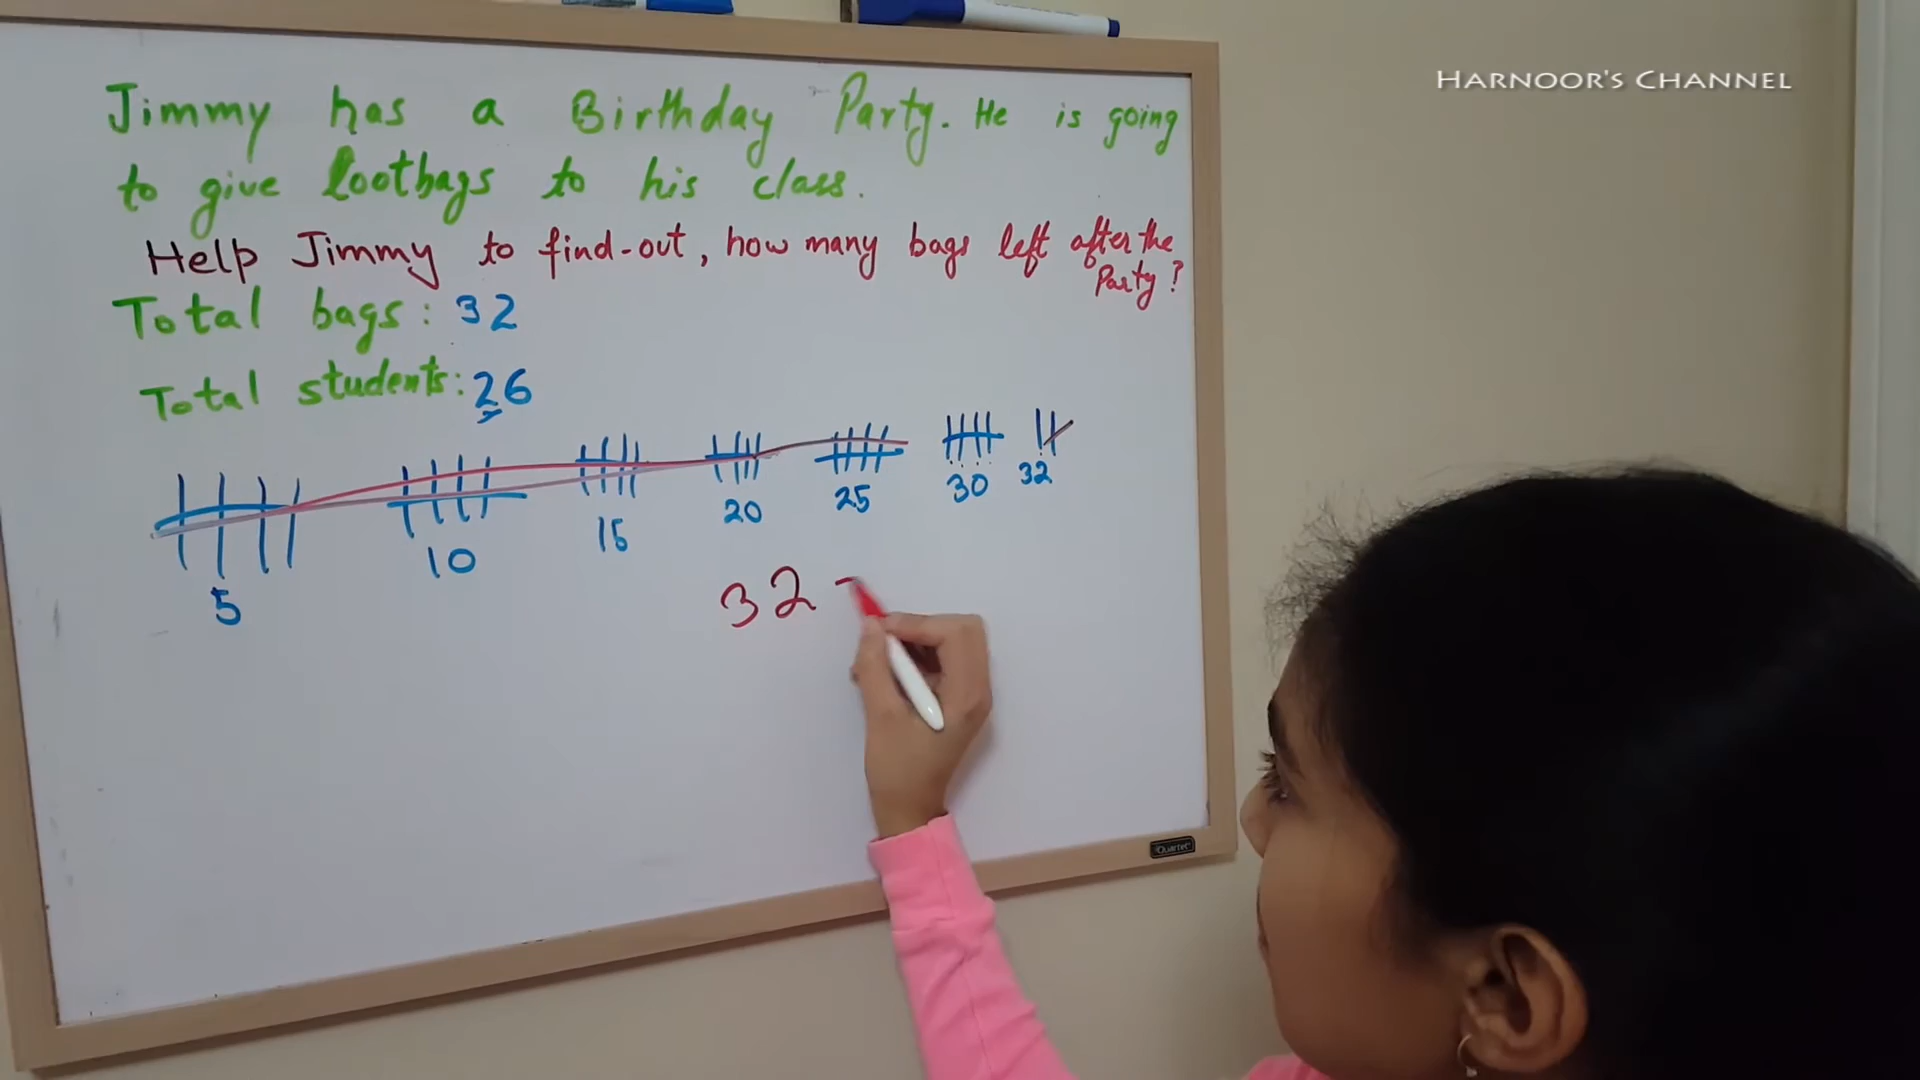 HARNOOR'S CHANNEL
Jimmy has a Birthday Party. He is going
to give lootbags to his class.
Help Jimmy to find-out, how many bags left after the
Party?
Total bags: 32
Total students: 26
5 10 15 20 25 30 32
32 -
Quartet